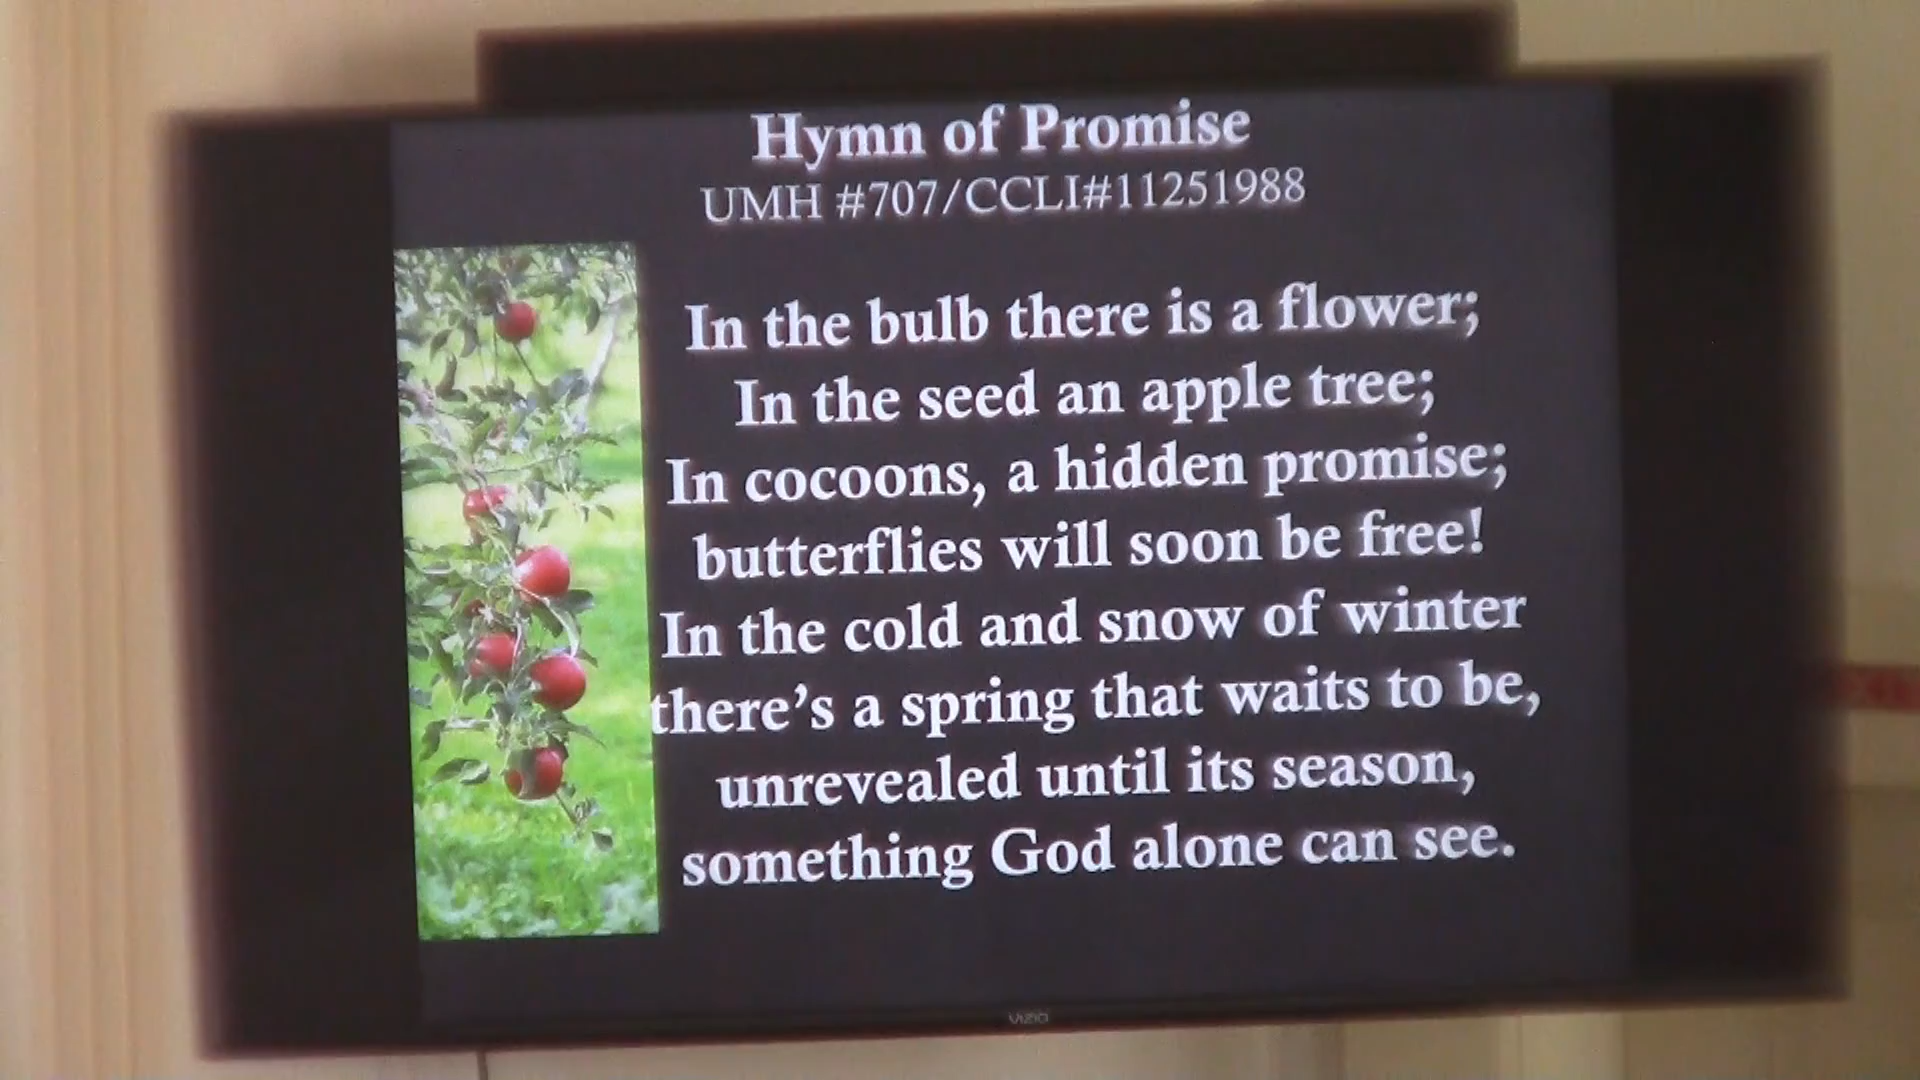 Hymn of Promise
UMH #707/CCLI#11251988
In the bulb there is a flower;
In the seed an apple tree;
In cocoons, a hidden promise;
butterflies will soon be free!
In the cold and snow of winter
there's a spring that waits to be,
unrevealed until its season,
something God alone can see.
VIZIO